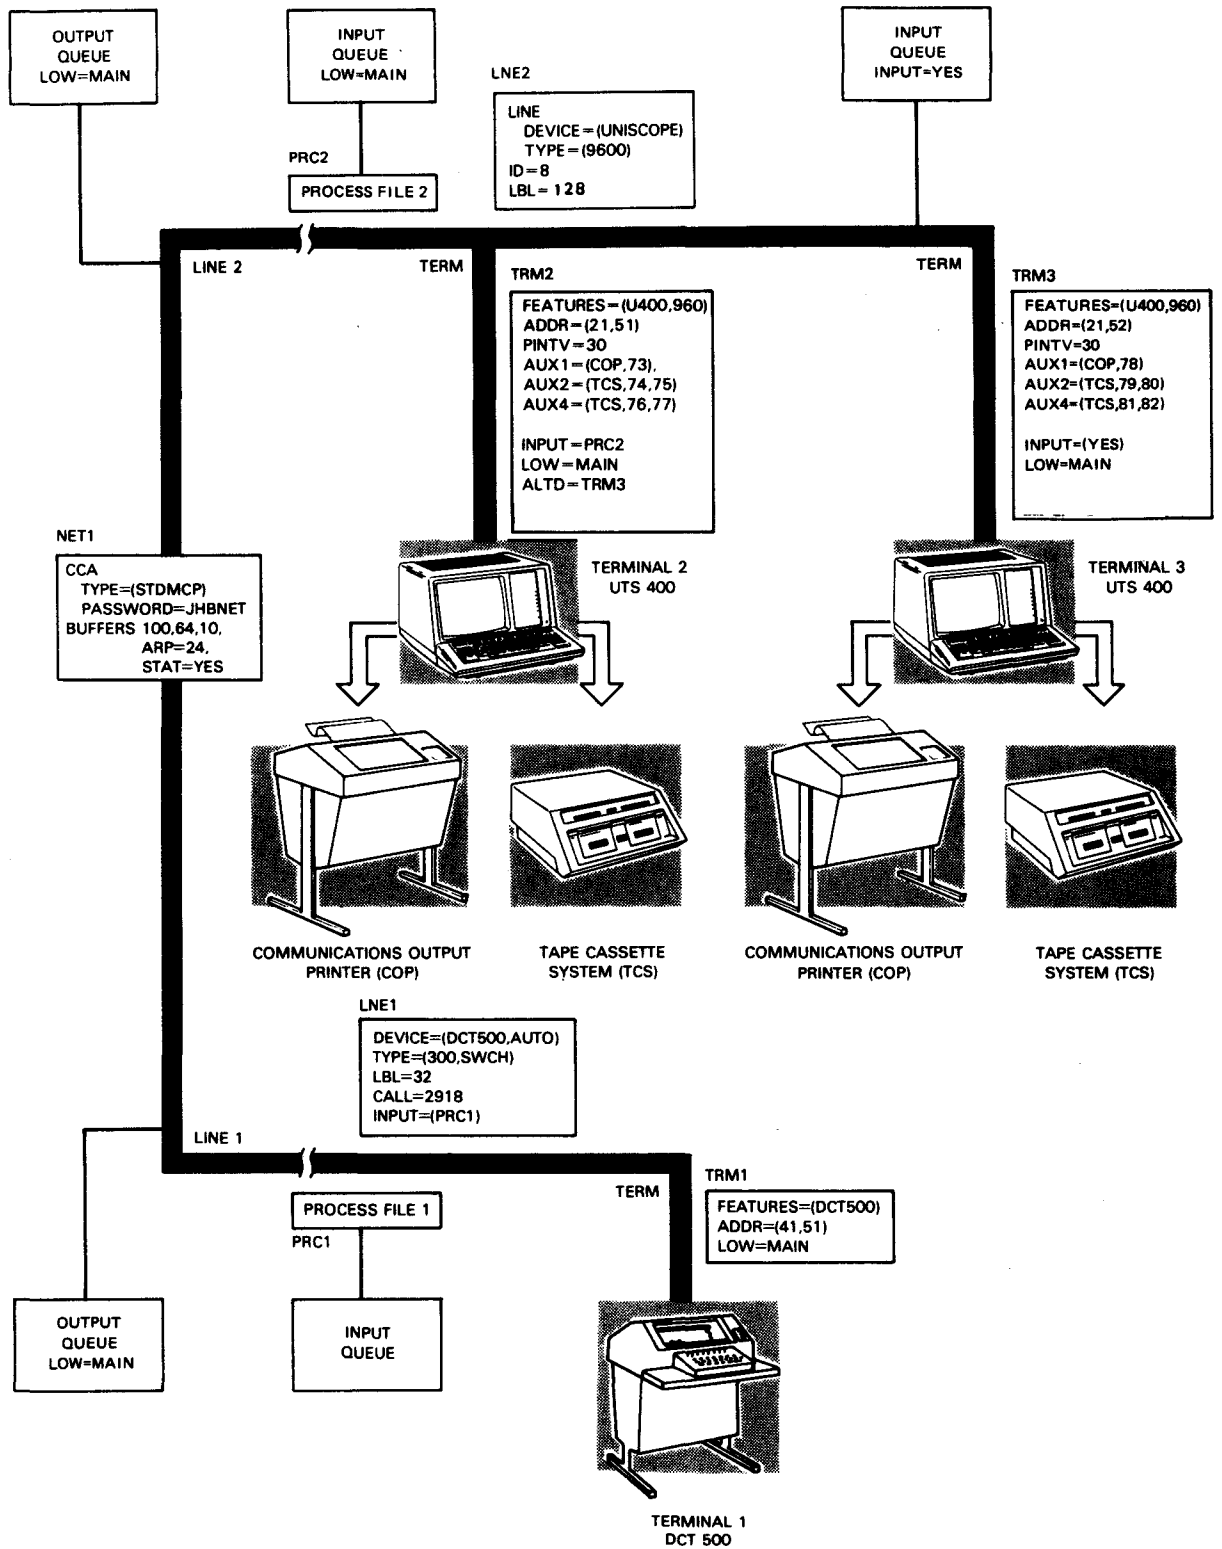 OUTPUT
QUEUE
LOW=MAIN
INPUT
QUEUE
LOW=MAIN
INPUT
QUEUE
INPUT=YES
LNE2
LINE
DEVICE=(UNISCOPE)
TYPE=(9600)
ID=8
LBL=128
PRC2
PROCESS FILE 2
LINE 2
TERM
TERM
TRM2
FEATURES=(U400,960)
ADDR=(21,51)
PINTV=30
AUX1=(COP,73),
AUX2=(TCS,74,75)
AUX4=(TCS,76,77)
INPUT=PRC2
LOW=MAIN
ALTD=TRM3
TRM3
FEATURES=(U400,960)
ADDR=(21,52)
PINTV=30
AUX1=(COP,78)
AUX2=(TCS,79,80)
AUX4=(TCS,81,82)
INPUT=(YES)
LOW=MAIN
NET1
CCA
TYPE=(STDMCP)
PASSWORD=JHBNET
BUFFERS 100,64,10,
ARP=24,
STAT=YES
TERMINAL 2
UTS 400
TERMINAL 3
UTS 400
COMMUNICATIONS OUTPUT
PRINTER (COP)
TAPE CASSETTE
SYSTEM (TCS)
COMMUNICATIONS OUTPUT
PRINTER (COP)
TAPE CASSETTE
SYSTEM (TCS)
LNE1
DEVICE=(DCT500,AUTO)
TYPE=(300,SWCH)
LBL=32
CALL=2918
INPUT=(PRC1)
LINE 1
TERM
TRM1
FEATURES=(DCT500)
ADDR=(41,51)
LOW=MAIN
PROCESS FILE 1
PRC1
OUTPUT
QUEUE
LOW=MAIN
INPUT
QUEUE
TERMINAL 1
DCT 500